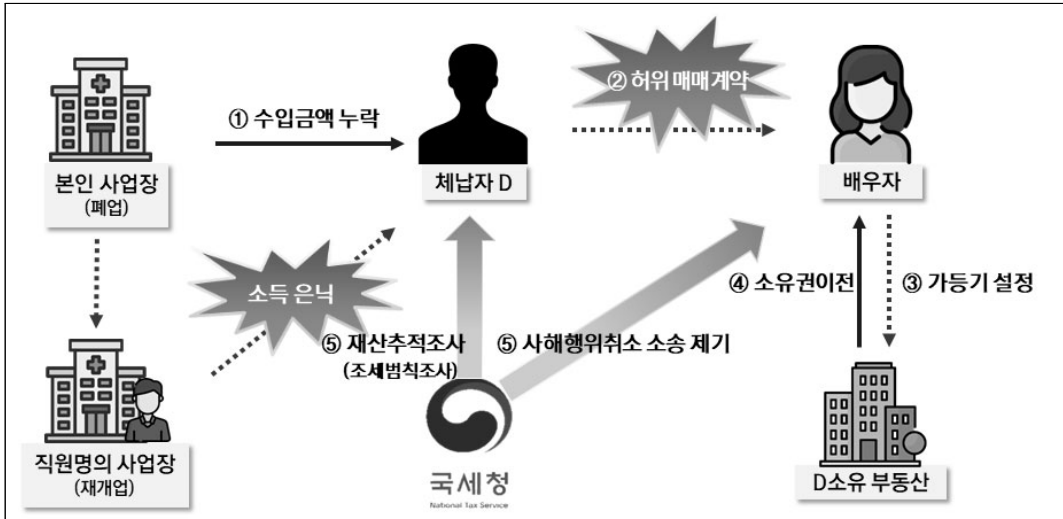 ② 허위 매매 계약
① 수입금액 누락
본인 사업장
(폐업)
체납자 D
배우자
소득 은닉
④ 소유권이전
③ 가등기 설정
⑤ 재산추적조사
(조세범칙조사)
⑤ 사해행위취소 소송 제기
직원명의 사업장
(재개업)
국세청
National Tax Service
D소유 부동산